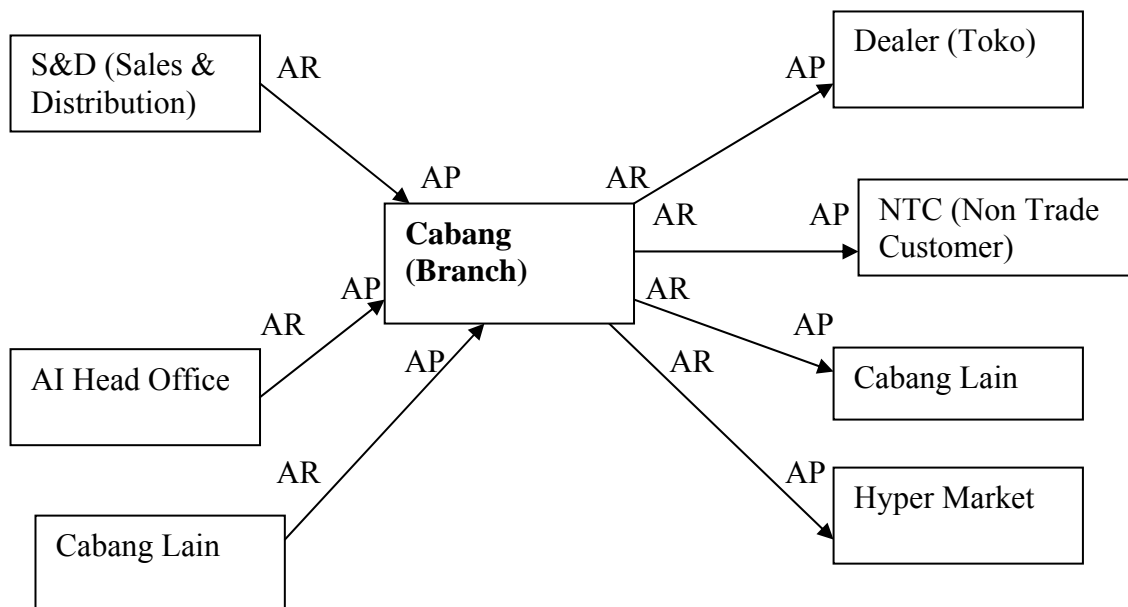 S&D (Sales &
Distribution)
AR
AP
AI Head Office
AR
AP
Cabang Lain
AR
AP
Cabang
(Branch)
AR
AP
Dealer (Toko)
AR
AP
NTC (Non Trade
Customer)
AR
AP
Cabang Lain
AR
AP
Hyper Market